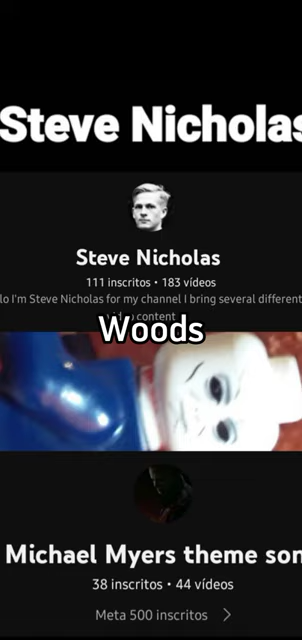 Steve Nicholas
Steve Nicholas
111 inscritos • 183 vídeos
lo I'm Steve Nicholas for my channel I bring several different
content
Woods
Michael Myers theme son
38 inscritos • 44 vídeos
Meta 500 inscritos